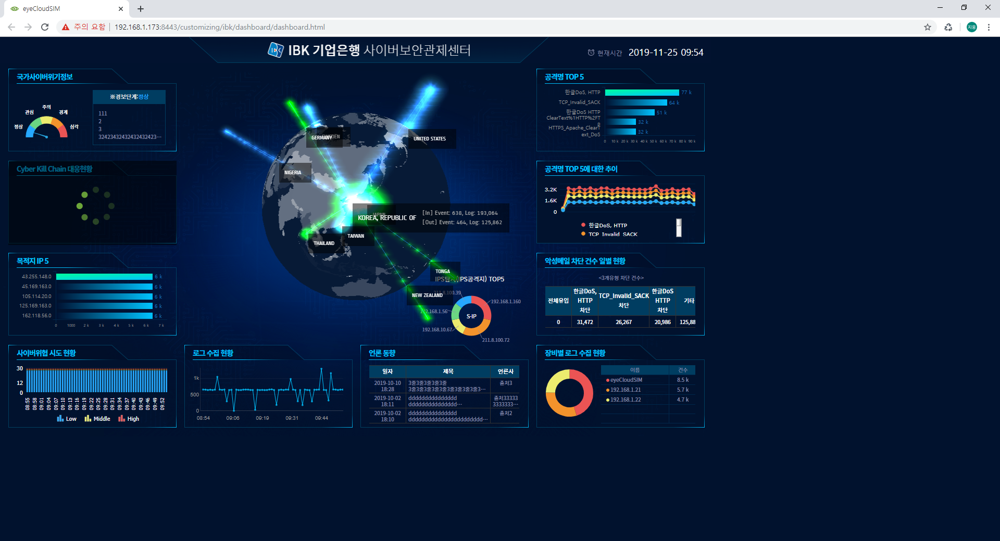 eyeCloudSIM
주의 요함
192.168.1.173:8443/customizing/ibk/dashboard/dashboard.html
지웅
IBK 기업은행 사이버보안관제센터
현재시간 2019-11-25 09:54
국가사이버위기정보
정상
관심
주의
경계
심각
※경보단계:정상
111
2
3
32423432432432432423…
Cyber Kill Chain 대응현황
목적지 IP 5
43.255.148.0 6 k
45.169.163.0 6 k
105.114.20.0 6 k
125.169.163.0 6 k
162.118.56.0 6 k
0 1000 2 k 3 k 4 k 5 k 6 k 7 k
GERMANY
UNITED STATES
NIGERIA
JAPAN
KOREA, REPUBLIC OF
[In] Event: 638, Log: 193,064
[Out] Event: 464, Log: 125,862
TAIWAN
THAILAND
TONGA
NEW ZEALAND
(IPS공격지) TOP5
192.168.1.160
S-IP
192.168.10.67
211.8.100.72
공격명 TOP 5
한글DoS, HTTP 77 k
TCP_Invalid_SACK 64 k
한글DoS HTTP 51 k
ClearText%1HTTP%2FT
P 32 k
HTTPS_Apache_ClearT
ext_DoS 32 k
0 10 k 20 k 30 k 40 k 50 k 60 k 70 k 80 k 90 k
공격명 TOP 5에 대한 추이
3.2K
1.6K
0
한글DoS, HTTP
TCP_Invalid_SACK
악성메일 차단 건수 일별 현황
<3개유형 차단 건수>
전체유입 한글DoS, HTTP 차단 TCP_Invalid_SACK 차단 한글DoS HTTP 차단 기타
0 31,472 26,267 20,986 125,88
사이버위협 시도 현황
30
12
0
08:55 08:58 09:01 09:04 09:07 09:10 09:13 09:16 09:19 09:22 09:25 09:28 09:31 09:34 09:37 09:40 09:43 09:46 09:49 09:52
Low Middle High
로그 수집 현황
1k
500
0
08:54 09:06 09:19 09:31 09:44
언론 동향
일자 제목 언론사
2019-10-10 3줄3줄3줄3줄3줄 출처3
18:28 3줄3줄3줄3줄3줄3줄3줄3줄3줄3…
2019-10-02 ddddddddddddddd 출처33333
18:11 ddddddddddddddd… 3333333…
2019-10-02 ddddddddddddddd 출처2
18:10 ddddddddddddddddddddddd…
장비별 로그 수집 현황
이름 건수
eyeCloudSIM 8.5 k
192.168.1.21 5.7 k
192.168.1.22 4.7 k